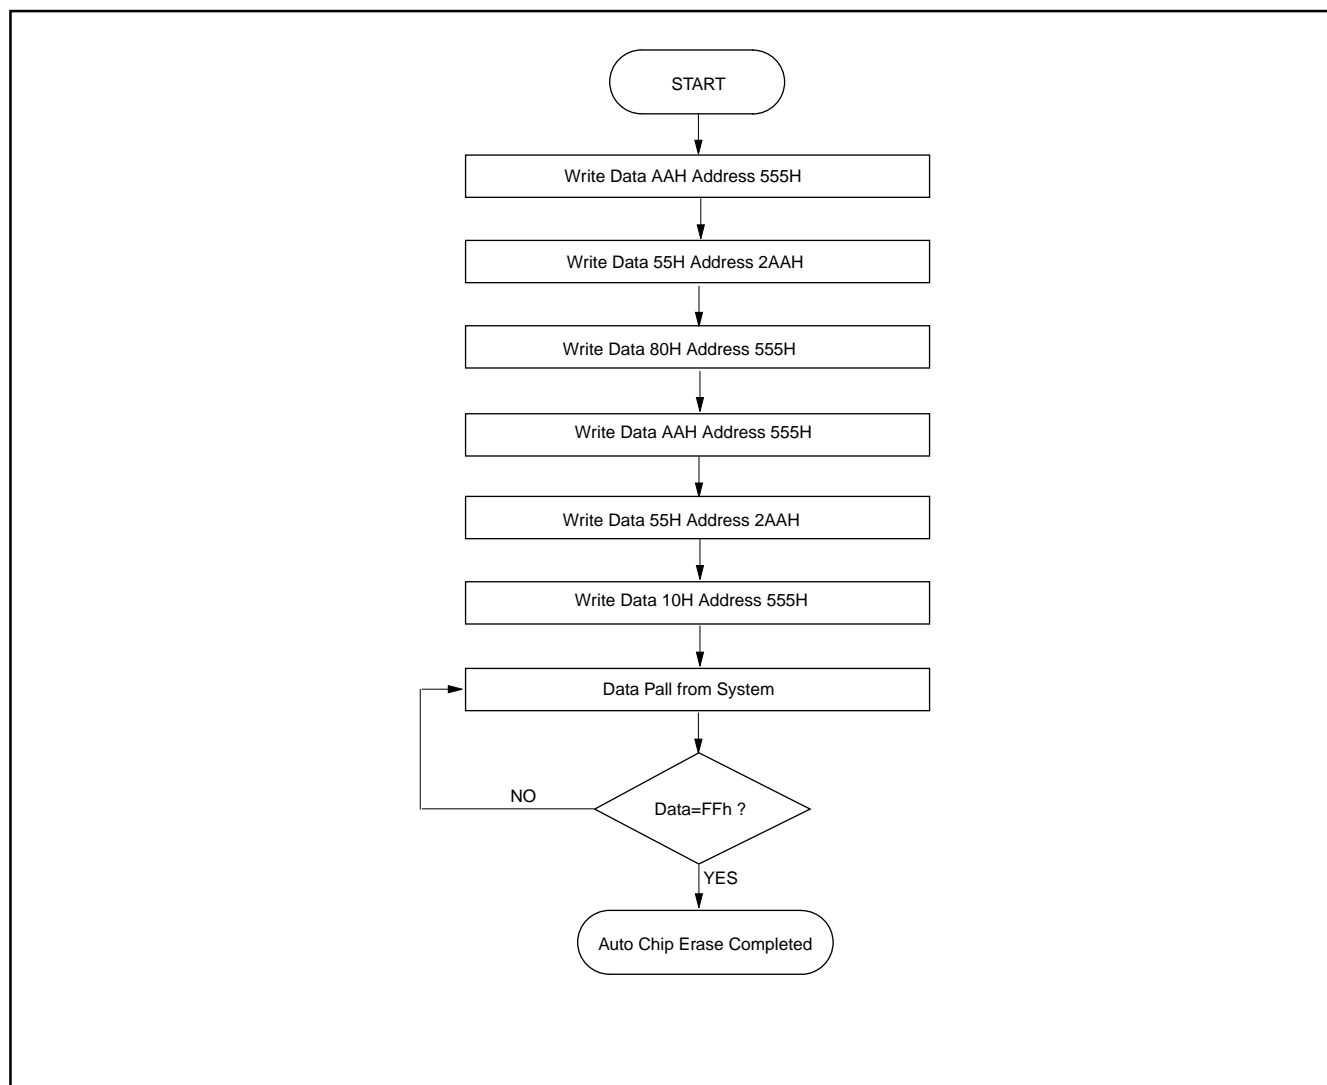 START
Write Data AAH Address 555H
Write Data 55H Address 2AAH
Write Data 80H Address 555H
Write Data AAH Address 555H
Write Data 55H Address 2AAH
Write Data 10H Address 555H
Data Pall from System
NO
Data=FFh ?
YES
Auto Chip Erase Completed